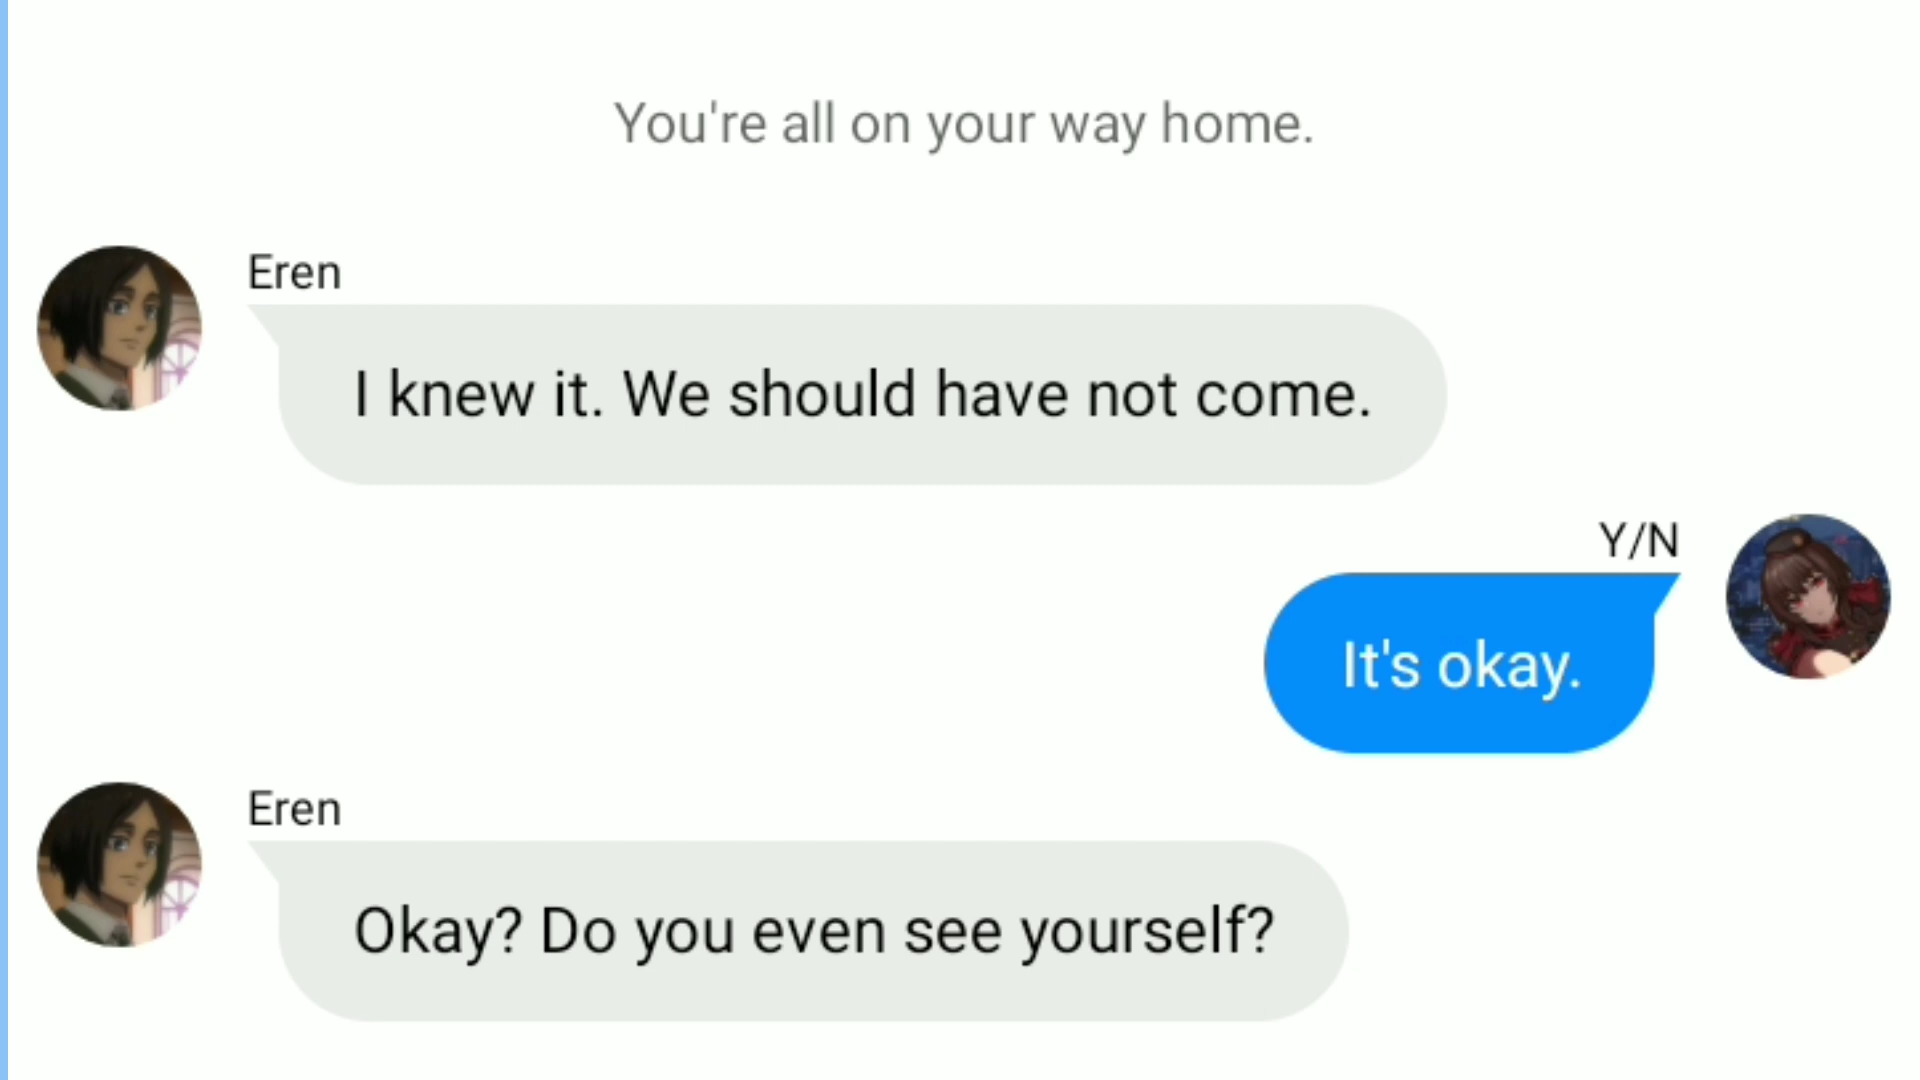 You're all on your way home.
Eren
I knew it. We should have not come.
Y/N
It's okay.
Eren
Okay? Do you even see yourself?